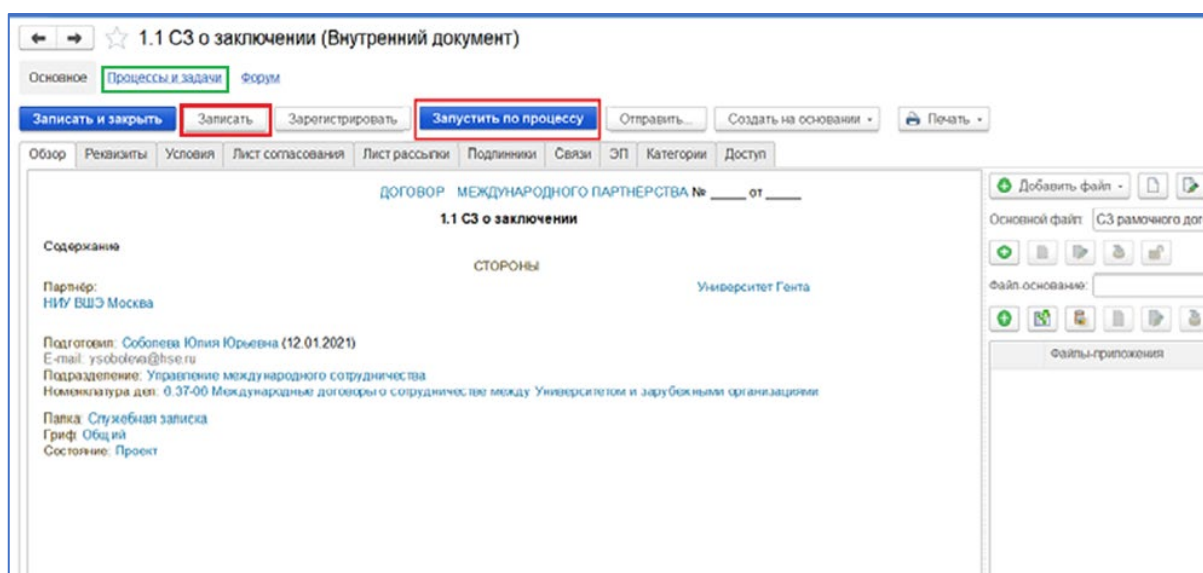 1.1 СЗ о заключении (Внутренний документ)
Основное Процессы и задачи Форум
Записать и закрыть Записать Зарегистрировать Запустить по процессу Отправить... Создать на основании Печать
Обзор Реквизиты Условия Лист согласования Лист рассылки Подлинники Связи ЭП Категории Доступ
ДОГОВОР МЕЖДУНАРОДНОГО ПАРТНЕРСТВА № _____ от _____
1.1 СЗ о заключении
Содержание
СТОРОНЫ
Партнёр: Университет Гента
НИУ ВШЭ Москва
Подготовил: Соболева Юлия Юрьевна (12.01.2021)
E-mail: ysoboleva@hse.ru
Подразделение: Управление международного сотрудничества
Номенклатура дел: 6.37-06 Международные договоры о сотрудничестве между Университетом и зарубежными организациями
Папка: Служебная записка
Гриф: Общий
Состояние: Проект
Добавить файл
Основной файл: СЗ рамочного дог
Файл.основание:
Файлы-приложения